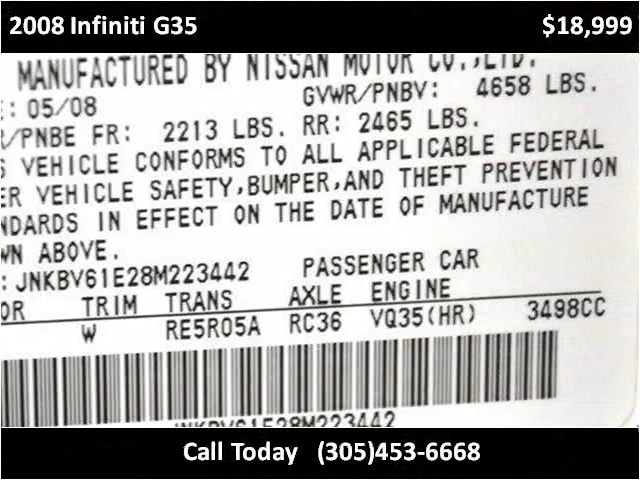 2008 Infiniti G35 $18,999
MANUFACTURED BY NISSAN MOTOR CO.,LTD.
: 05/08 GVWR/PNBV: 4658 LBS.
/PNBE FR: 2213 LBS. RR: 2465 LBS.
S VEHICLE CONFORMS TO ALL APPLICABLE FEDERAL
ER VEHICLE SAFETY,BUMPER,AND THEFT PREVENTION
NDARDS IN EFFECT ON THE DATE OF MANUFACTURE
WN ABOVE.
: JNKBV61E28M223442 PASSENGER CAR
OR TRIM TRANS AXLE ENGINE
W RE5R05A RC36 VQ35(HR) 3498CC
JNKBV61E28M223442
Call Today (305)453-6668